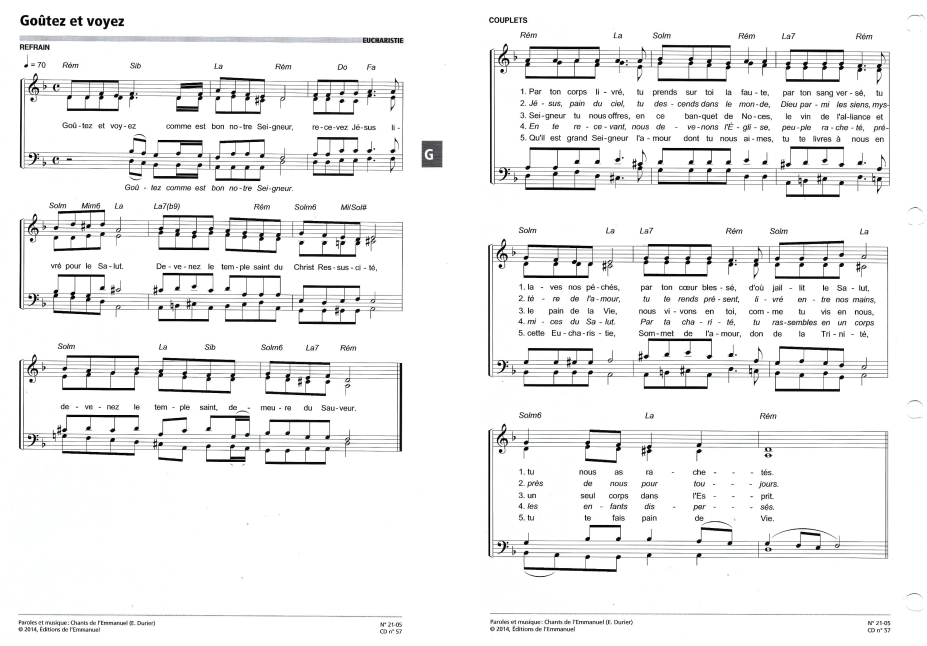 Goûtez et voyez
EUCHARISTIE
REFRAIN
= 70 Rém Sib La Rém Do Fa
Goû - tez et voy - ez comme est bon no - tre Sei - gneur, re - ce - vez Jé - sus li -
Goû - tez comme est bon no - tre Sei - gneur.
Solm Mim6 La La7(b9) Rém Solm6 Mi/Sol#
vré pour le Sa - lut. De - ve - nez le tem - ple saint du Christ Res - sus - ci - té,
Solm La Sib Solm6 La7 Rém
de - ve - nez le tem - ple saint, de - meu - re du Sauveur.
G
Paroles et musique : Chants de l'Emmanuel (E. Durier)
© 2014, Éditions de l'Emmanuel
N° 21-05
CD n° 57
COUPLETS
Rém La Solm Rém La7 Rém
1. Par ton corps li - vré, tu prends sur toi la fau - te, par ton sang ver - sé, tu
2. Jé - sus, pain du ciel, tu des - cends dans le mon - de, Dieu par - mi les siens, mys -
3. Sei - gneur tu nous offres, en ce ban - quet de No - ces, le vin de l'al - liance et
4. En te re - ce - vant, nous de - ve - nons l'É - gli - se, peu - ple ra - che - té, pré -
5. Qu'il est grand Seigneur l'a - mour dont tu nous ai - mes, tu te livres à nous en
Solm La La7 Rém Solm La
1. la - ves nos pé - chés, par ton cœur bles - sé, d'où jail - lit le Sa - lut,
2. tè - re de l'a - mour, tu te rends pré - sent, li - vré en - tre nos mains,
3. le pain de la Vie, nous vi - vons en toi, com - me tu vis en nous,
4. mi - ces du Sa - lut. Par ta cha - ri - té, tu ras - sembles en un corps
5. cette Eu - cha - ris - tie, Som - met de l'a - mour, don de la Tri - ni - té,
Solm6 La Rém
1. tu nous as ra - che - tés.
2. près de nous pour tou - jours.
3. un seul corps dans l'Es - prit.
4. les en - fants dis - per - sés.
5. tu te fais pain de Vie.
Paroles et musique : Chants de l'Emmanuel (E. Durier)
© 2014, Éditions de l'Emmanuel
N° 21-05
CD n° 57